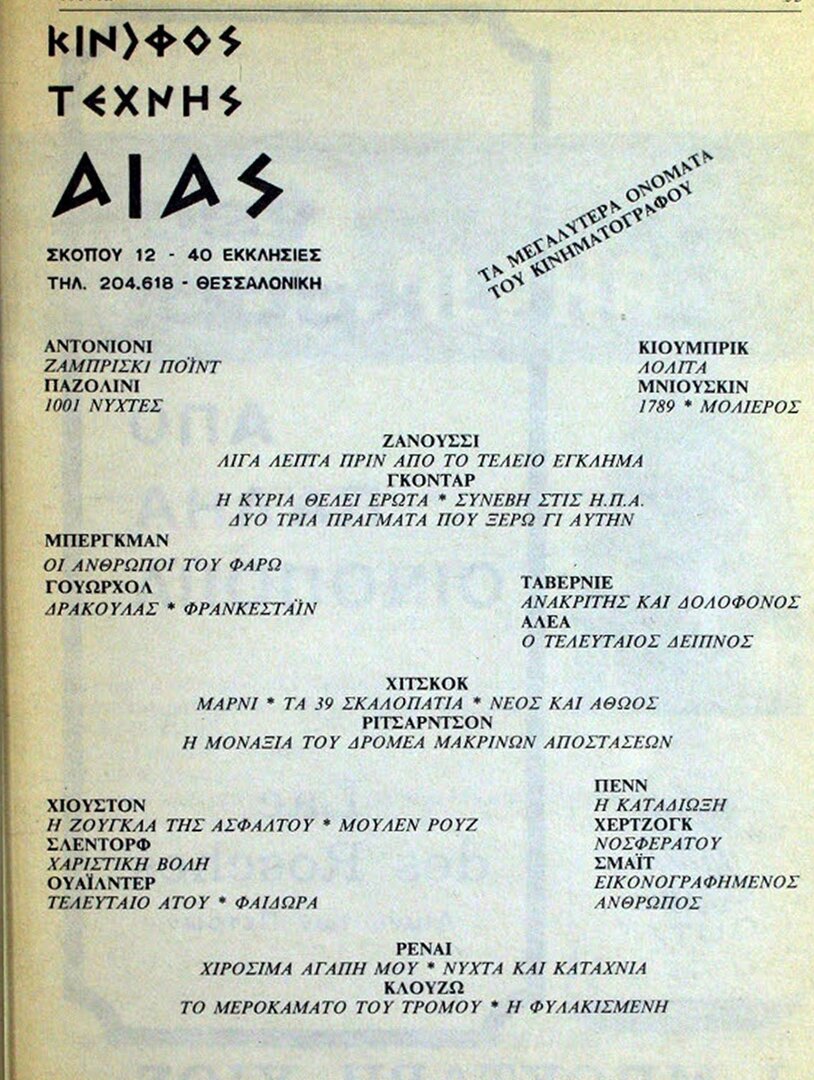 ΚΙΝ)ΦΟΣ
ΤΕΧΝΗΣ
ΑΙΑΣ
ΣΚΟΠΟΥ 12 - 40 ΕΚΚΛΗΣΙΕΣ
ΤΗΛ. 204.618 - ΘΕΣΣΑΛΟΝΙΚΗ
ΤΑ ΜΕΓΑΛΥΤΕΡΑ ΟΝΟΜΑΤΑ
ΤΟΥ ΚΙΝΗΜΑΤΟΓΡΑΦΟΥ
ΑΝΤΟΝΙΟΝΙ
ΖΑΜΠΡΙΣΚΙ ΠΟΪΝΤ
ΠΑΖΟΛΙΝΙ
1001 ΝΥΧΤΕΣ
ΚΙΟΥΜΠΡΙΚ
ΛΟΛΙΤΑ
ΜΝΙΟΥΣΚΙΝ
1789 * ΜΟΛΙΕΡΟΣ
ΖΑΝΟΥΣΣΙ
ΛΙΓΑ ΛΕΠΤΑ ΠΡΙΝ ΑΠΟ ΤΟ ΤΕΛΕΙΟ ΕΓΚΛΗΜΑ
ΓΚΟΝΤΑΡ
Η ΚΥΡΙΑ ΘΕΛΕΙ ΕΡΩΤΑ * ΣΥΝΕΒΗ ΣΤΙΣ Η.Π.Α.
ΔΥΟ ΤΡΙΑ ΠΡΑΓΜΑΤΑ ΠΟΥ ΞΕΡΩ ΓΙ ΑΥΤΗΝ
ΜΠΕΡΓΚΜΑΝ
ΟΙ ΑΝΘΡΩΠΟΙ ΤΟΥ ΦΑΡΩ
ΓΟΥΩΡΧΟΛ
ΔΡΑΚΟΥΛΑΣ * ΦΡΑΝΚΕΣΤΑΪΝ
ΤΑΒΕΡΝΙΕ
ΑΝΑΚΡΙΤΗΣ ΚΑΙ ΔΟΛΟΦΟΝΟΣ
ΑΛΕΑ
Ο ΤΕΛΕΥΤΑΙΟΣ ΔΕΙΠΝΟΣ
ΧΙΤΣΚΟΚ
ΜΑΡΝΙ * ΤΑ 39 ΣΚΑΛΟΠΑΤΙΑ * ΝΕΟΣ ΚΑΙ ΑΘΩΟΣ
ΡΙΤΣΑΡΝΤΣΟΝ
Η ΜΟΝΑΞΙΑ ΤΟΥ ΔΡΟΜΕΑ ΜΑΚΡΙΝΩΝ ΑΠΟΣΤΑΣΕΩΝ
ΧΙΟΥΣΤΟΝ
Η ΖΟΥΓΚΛΑ ΤΗΣ ΑΣΦΑΛΤΟΥ * ΜΟΥΛΕΝ ΡΟΥΖ
ΣΛΕΝΤΟΡΦ
ΧΑΡΙΣΤΙΚΗ ΒΟΛΗ
ΟΥΑΪΛΝΤΕΡ
ΤΕΛΕΥΤΑΙΟ ΑΤΟΥ * ΦΑΙΔΩΡΑ
ΠΕΝΝ
Η ΚΑΤΑΔΙΩΞΗ
ΧΕΡΤΖΟΓΚ
ΝΟΣΦΕΡΑΤΟΥ
ΣΜΑΪΤ
ΕΙΚΟΝΟΓΡΑΦΗΜΕΝΟΣ
ΑΝΘΡΩΠΟΣ
ΡΕΝΑΙ
ΧΙΡΟΣΙΜΑ ΑΓΑΠΗ ΜΟΥ * ΝΥΧΤΑ ΚΑΙ ΚΑΤΑΧΝΙΑ
ΚΛΟΥΖΩ
ΤΟ ΜΕΡΟΚΑΜΑΤΟ ΤΟΥ ΤΡΟΜΟΥ * Η ΦΥΛΑΚΙΣΜΕΝΗ